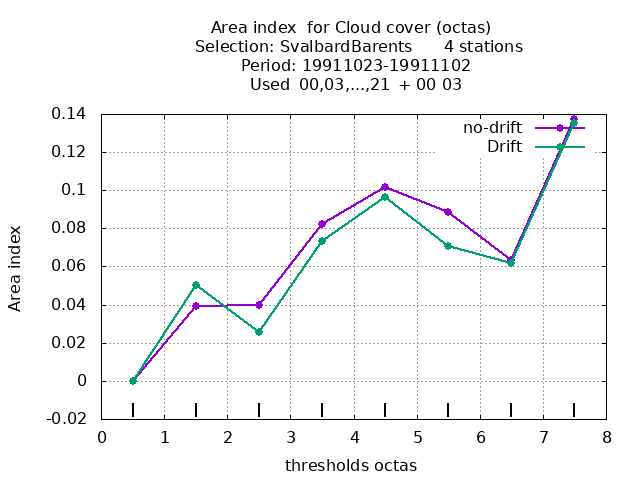 Area index  for Cloud cover (octas)
Selection: SvalbardBarents      4 stations
Period: 19911023-19911102
Used  00,03,...,21  + 00 03
0.14
no-drift
0.12
Drift
0.1
0.08
0.06
0.04
0.02
0
-0.02
Area index
0 1 2 3 4 5 6 7 8
thresholds octas